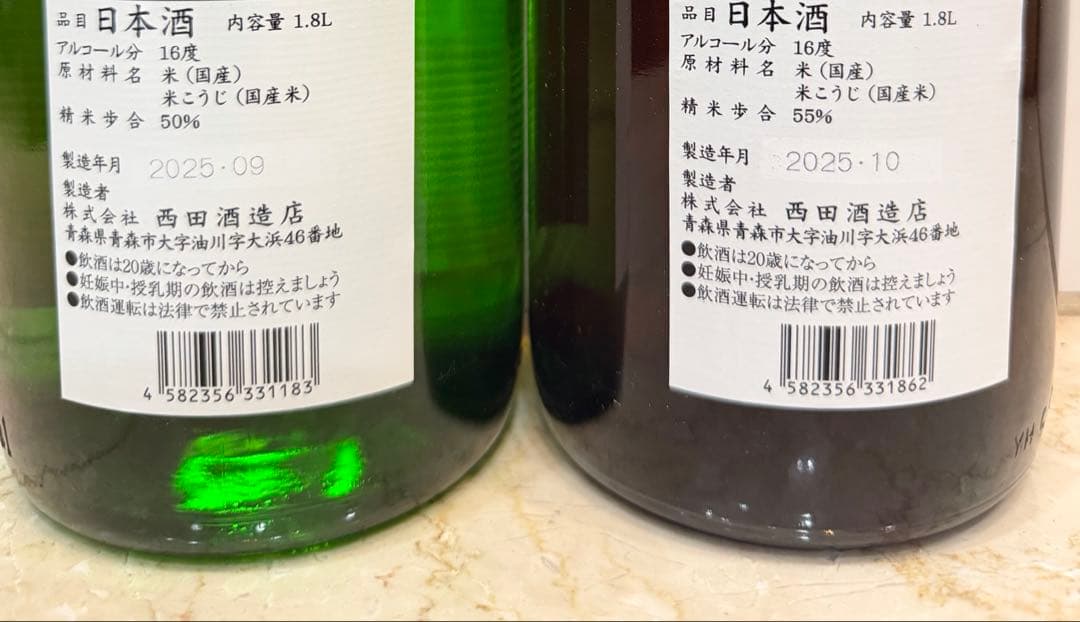 品目 日本酒 内容量 1.8L
アルコール分 16度
原材料名 米（国産）
米こうじ（国産米）
精米歩合 50%
製造年月 2025・09
製造者
株式会社 西田酒造店
青森県青森市大字油川字大浜46番地
●飲酒は20歳になってから
●妊娠中・授乳期の飲酒は控えましょう
●飲酒運転は法律で禁止されています
4 582356 331183
品目 日本酒 内容量 1.8L
アルコール分 16度
原材料名 米（国産）
米こうじ（国産米）
精米歩合 55%
製造年月 2025・10
製造者
株式会社 西田酒造店
青森県青森市大字油川字大浜46番地
●飲酒は20歳になってから
●妊娠中・授乳期の飲酒は控えましょう
●飲酒運転は法律で禁止されています
4 582356 331862